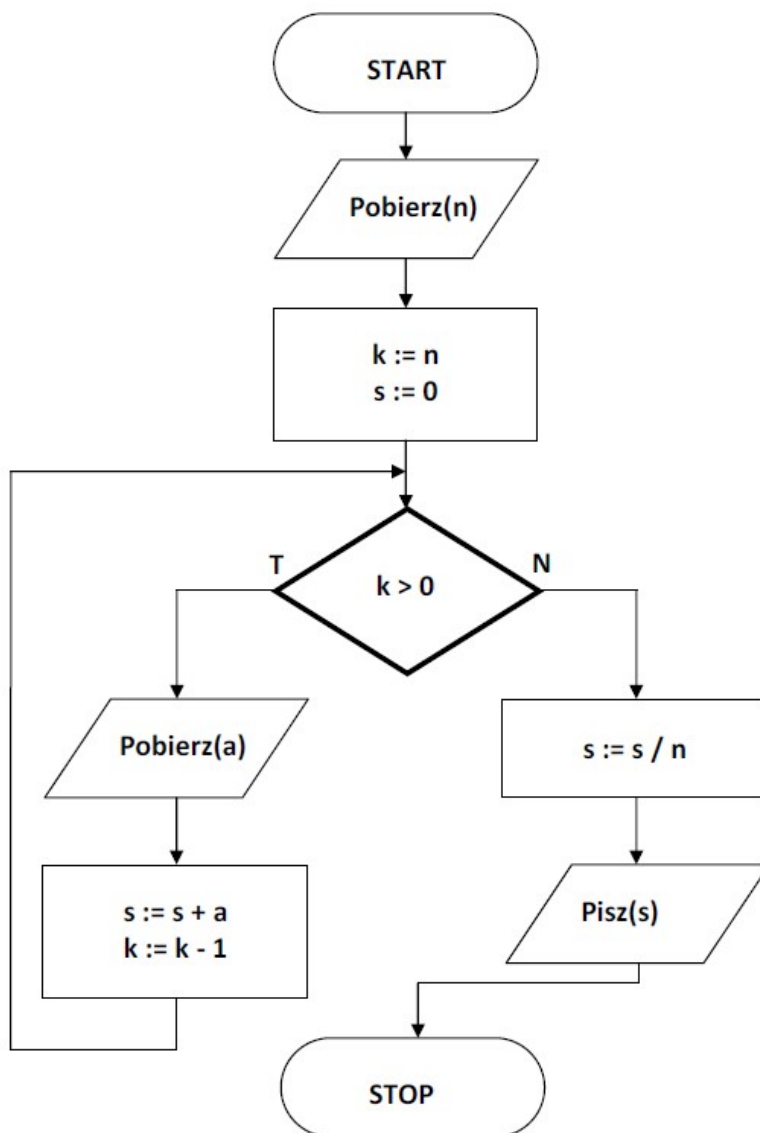 START
Pobierz(n)
k := n
s := 0
T
N
k > 0
Pobierz(a)
s := s / n
s := s + a
k := k - 1
Pisz(s)
STOP